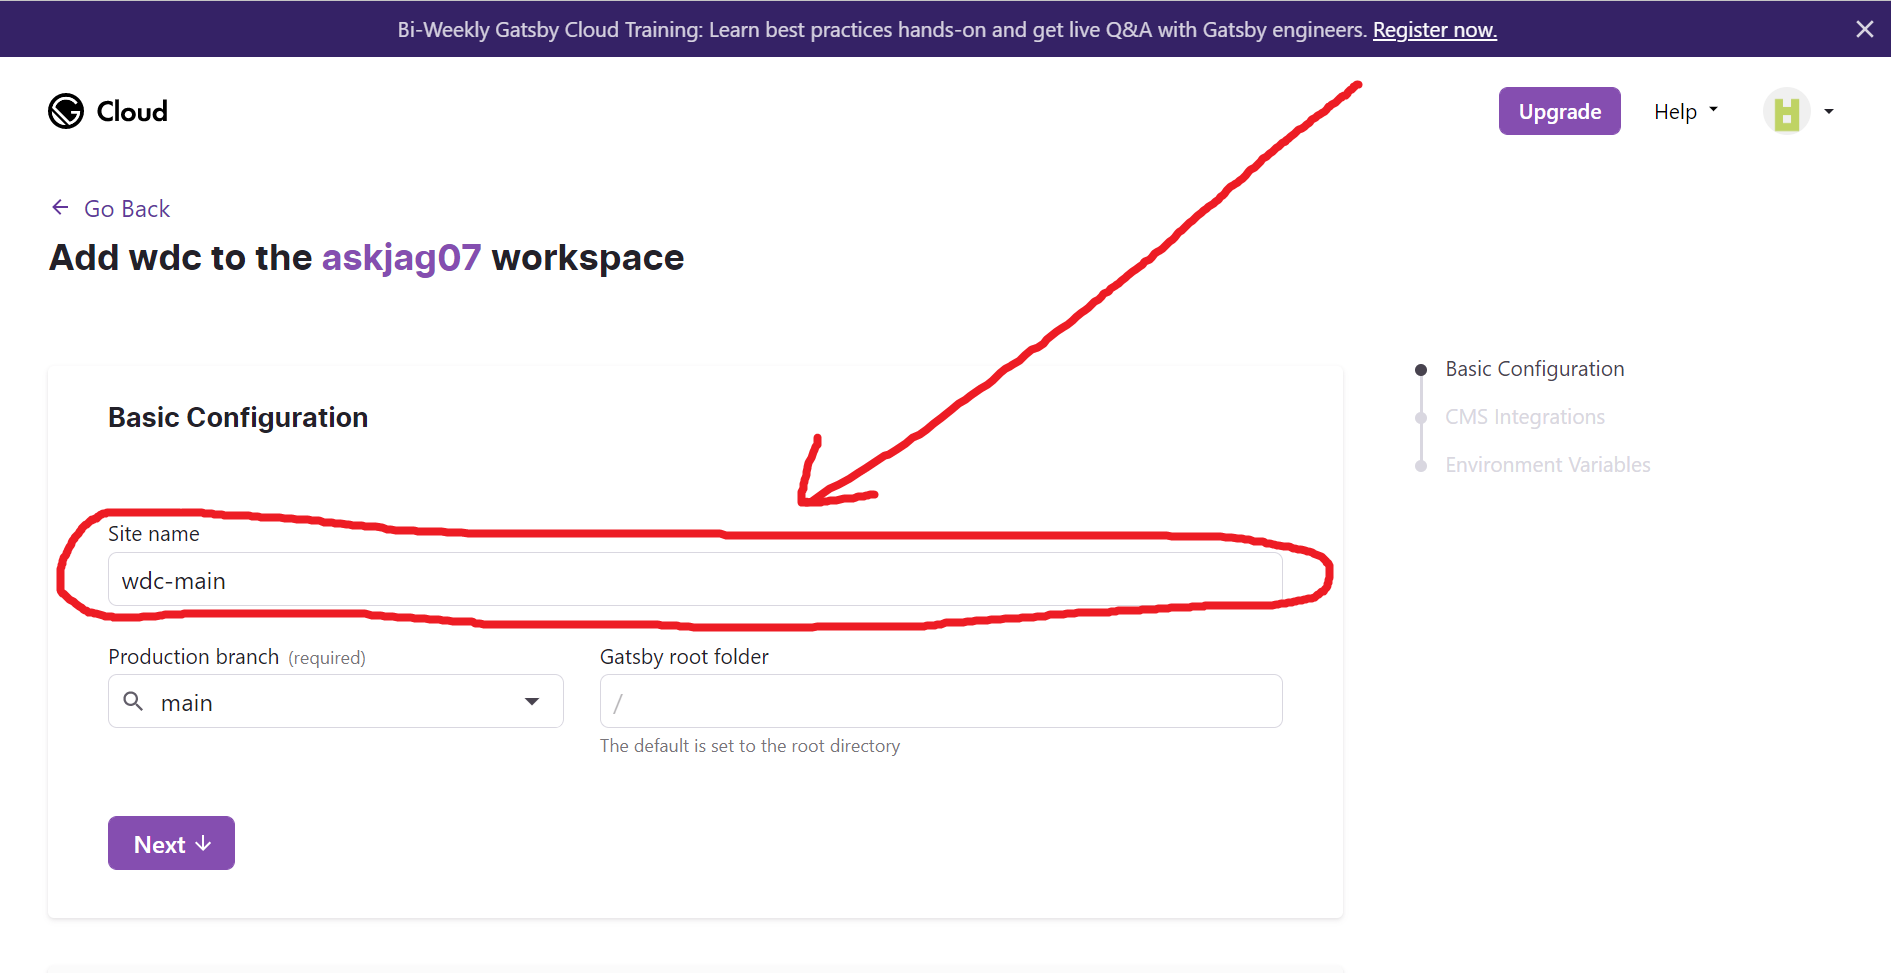 Bi-Weekly Gatsby Cloud Training: Learn best practices hands-on and get live Q&A with Gatsby engineers. Register now.
Cloud
Upgrade
Help
Go Back
Add wdc to the askjag07 workspace
Basic Configuration
Site name
wdc-main
Production branch (required)
main
Gatsby root folder
/
The default is set to the root directory
Next
Basic Configuration
CMS Integrations
Environment Variables